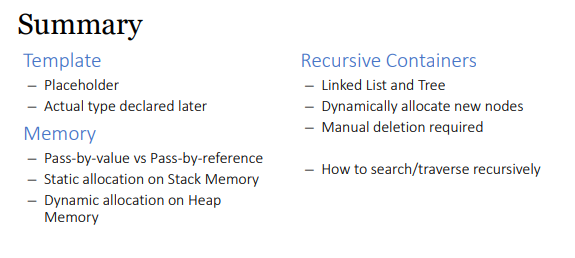 Summary
Template
– Placeholder
– Actual type declared later
Memory
– Pass-by-value vs Pass-by-reference
– Static allocation on Stack Memory
– Dynamic allocation on Heap
Memory
Recursive Containers
– Linked List and Tree
– Dynamically allocate new nodes
– Manual deletion required
– How to search/traverse recursively